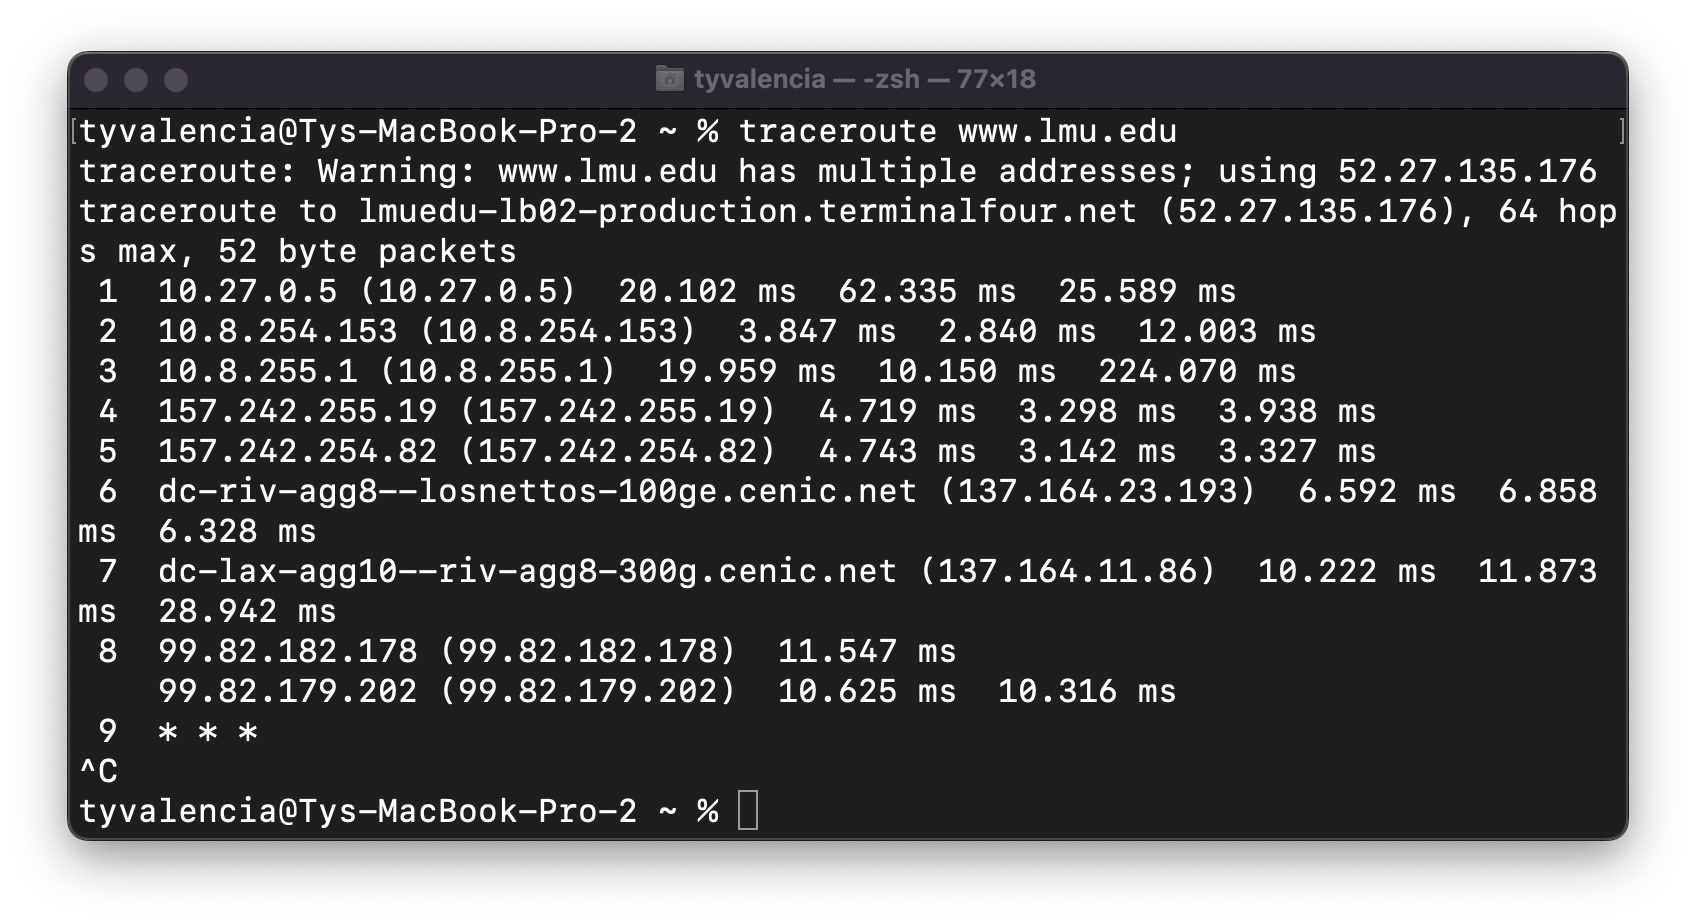 tyvalencia — -zsh — 77×18
[tyvalencia@Tys-MacBook-Pro-2 ~ % traceroute www.lmu.edu ]
traceroute: Warning: www.lmu.edu has multiple addresses; using 52.27.135.176
traceroute to lmuedu-lb02-production.terminalfour.net (52.27.135.176), 64 hop
s max, 52 byte packets
 1  10.27.0.5 (10.27.0.5)  20.102 ms  62.335 ms  25.589 ms
 2  10.8.254.153 (10.8.254.153)  3.847 ms  2.840 ms  12.003 ms
 3  10.8.255.1 (10.8.255.1)  19.959 ms  10.150 ms  224.070 ms
 4  157.242.255.19 (157.242.255.19)  4.719 ms  3.298 ms  3.938 ms
 5  157.242.254.82 (157.242.254.82)  4.743 ms  3.142 ms  3.327 ms
 6  dc-riv-agg8--losnettos-100ge.cenic.net (137.164.23.193)  6.592 ms  6.858
ms  6.328 ms
 7  dc-lax-agg10--riv-agg8-300g.cenic.net (137.164.11.86)  10.222 ms  11.873
ms  28.942 ms
 8  99.82.182.178 (99.82.182.178)  11.547 ms
    99.82.179.202 (99.82.179.202)  10.625 ms  10.316 ms
 9  * * *
^C
tyvalencia@Tys-MacBook-Pro-2 ~ %